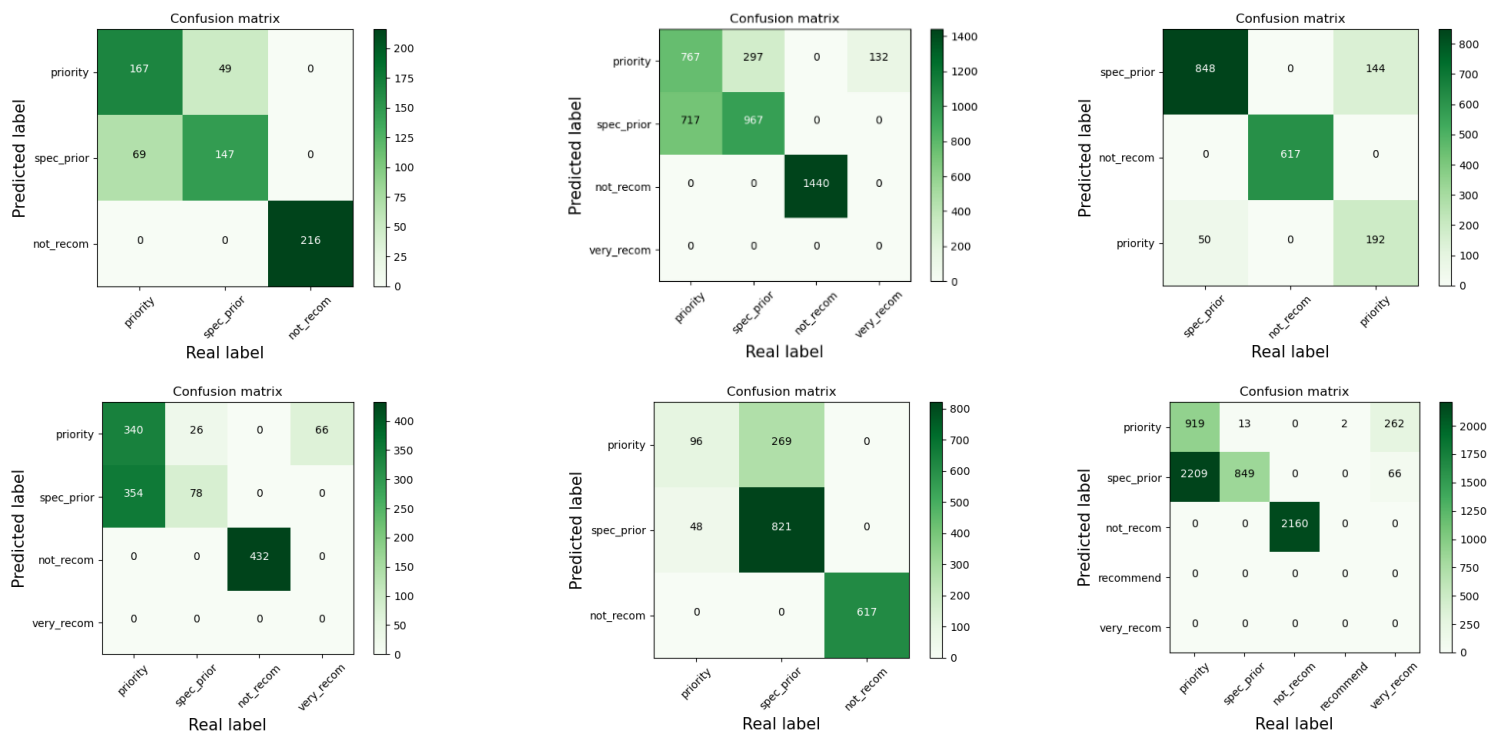 Confusion matrix
priority 167 49 0
spec_prior 69 147 0
not_recom 0 0 216
priority spec_prior not_recom
Real label
Predicted label
200
175
150
125
100
75
50
25
0
Confusion matrix
priority 767 297 0 132
spec_prior 717 967 0 0
not_recom 0 0 1440 0
very_recom 0 0 0 0
priority spec_prior not_recom very_recom
Real label
Predicted label
1400
1200
1000
800
600
400
200
0
Confusion matrix
spec_prior 848 0 144
not_recom 0 617 0
priority 50 0 192
spec_prior not_recom priority
Real label
Predicted label
800
700
600
500
400
300
200
100
0
Confusion matrix
priority 340 26 0 66
spec_prior 354 78 0 0
not_recom 0 0 432 0
very_recom 0 0 0 0
priority spec_prior not_recom very_recom
Real label
Predicted label
400
350
300
250
200
150
100
50
0
Confusion matrix
priority 96 269 0
spec_prior 48 821 0
not_recom 0 0 617
priority spec_prior not_recom
Real label
Predicted label
800
700
600
500
400
300
200
100
0
Confusion matrix
priority 919 13 0 2 262
spec_prior 2209 849 0 0 66
not_recom 0 0 2160 0 0
recommend 0 0 0 0 0
very_recom 0 0 0 0 0
priority spec_prior not_recom recommend very_recom
Real label
Predicted label
2000
1750
1500
1250
1000
750
500
250
0